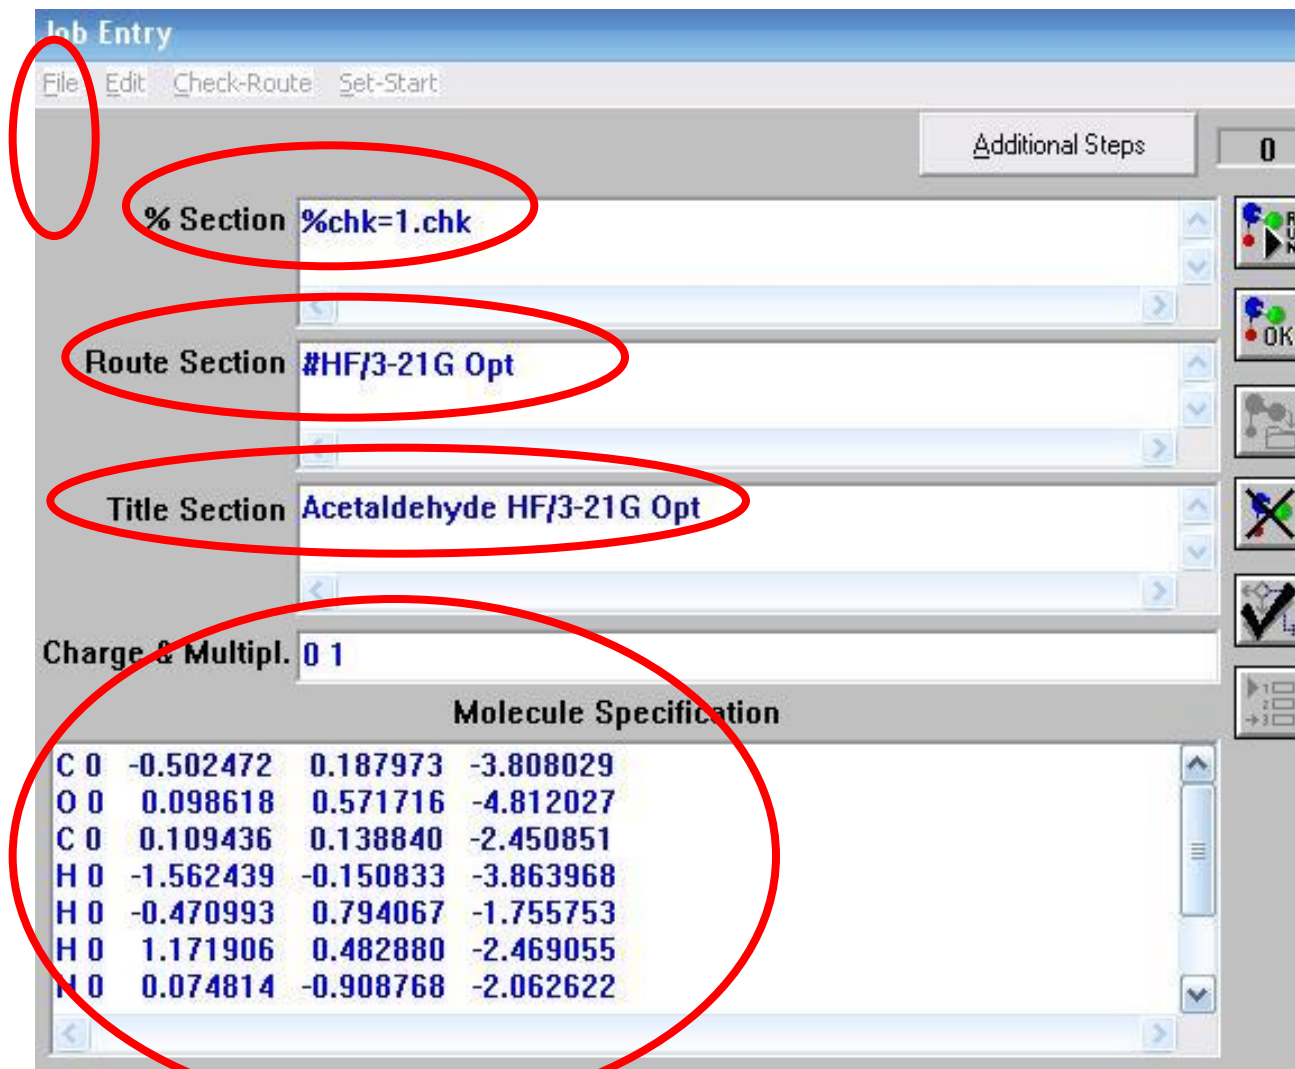 Job Entry
File Edit Check-Route Set-Start
Additional Steps 0
% Section %chk=1.chk
RUN
OK
Route Section #HF/3-21G Opt
Title Section Acetaldehyde HF/3-21G Opt
Charge & Multipl. 0 1
Molecule Specification
C 0 -0.502472 0.187973 -3.808029
O 0 0.098618 0.571716 -4.812027
C 0 0.109436 0.138840 -2.450851
H 0 -1.562439 -0.150833 -3.863968
H 0 -0.470993 0.794067 -1.755753
H 0 1.171906 0.482880 -2.469055
H 0 0.074814 -0.908768 -2.062622
1
2
3